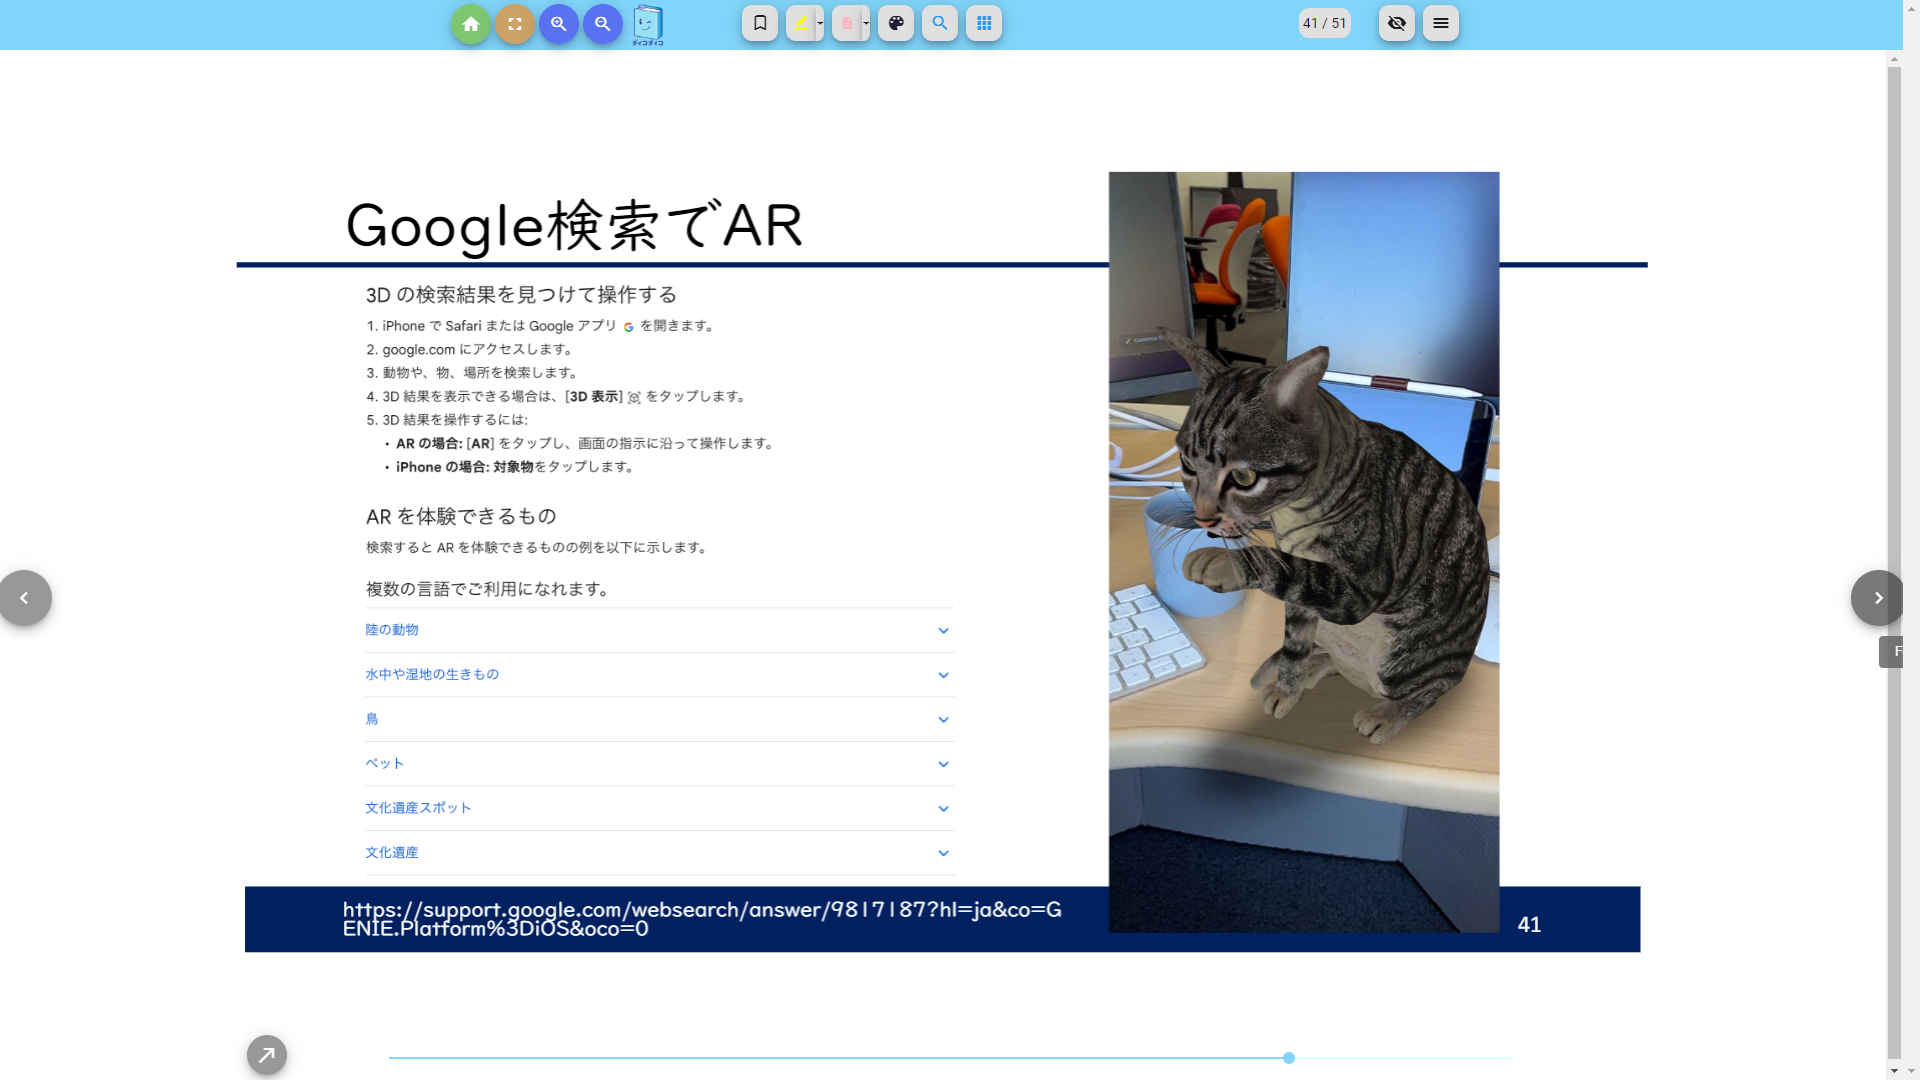 ダイコダイコ
41 / 51
Google検索でAR
3D の検索結果を見つけて操作する
1. iPhone で Safari または Google アプリ G を開きます。
2. google.com にアクセスします。
3. 動物や、物、場所を検索します。
4. 3D 結果を表示できる場合は、[3D 表示] をタップします。
5. 3D 結果を操作するには:
• AR の場合: [AR] をタップし、画面の指示に沿って操作します。
• iPhone の場合: 対象物をタップします。
AR を体験できるもの
検索すると AR を体験できるものの例を以下に示します。
複数の言語でご利用になれます。
陸の動物
水中や湿地の生きもの
鳥
ペット
文化遺産スポット
文化遺産
https://support.google.com/websearch/answer/9817187?hl=ja&co=G
ENIE.Platform%3DiOS&oco=0
41
F